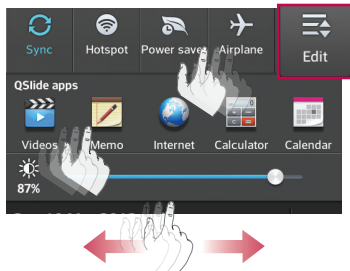 Sync Hotspot Power save Airplane Edit
QSlide apps
Videos Memo Internet Calculator Calendar
87%